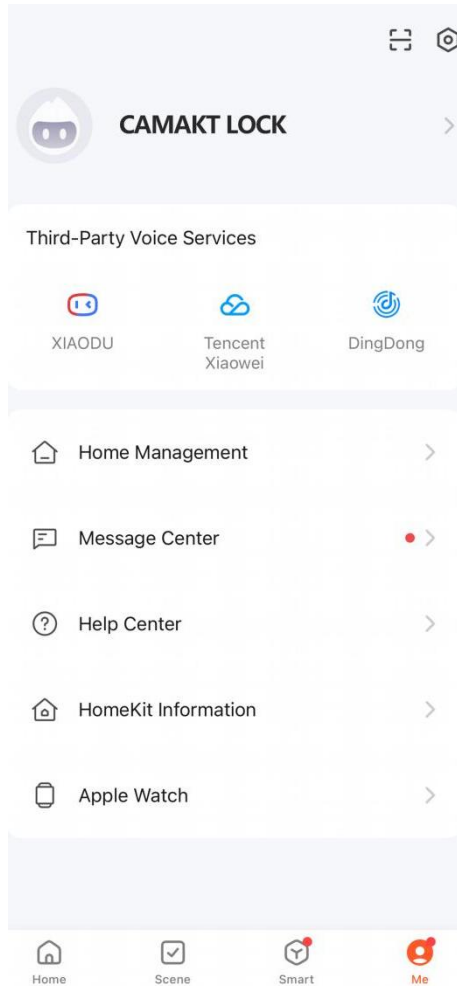 CAMAKT LOCK
Third-Party Voice Services
XIAODU
Tencent
Xiaowei
DingDong
Home Management
Message Center
Help Center
HomeKit Information
Apple Watch
Home
Scene
Smart
Me